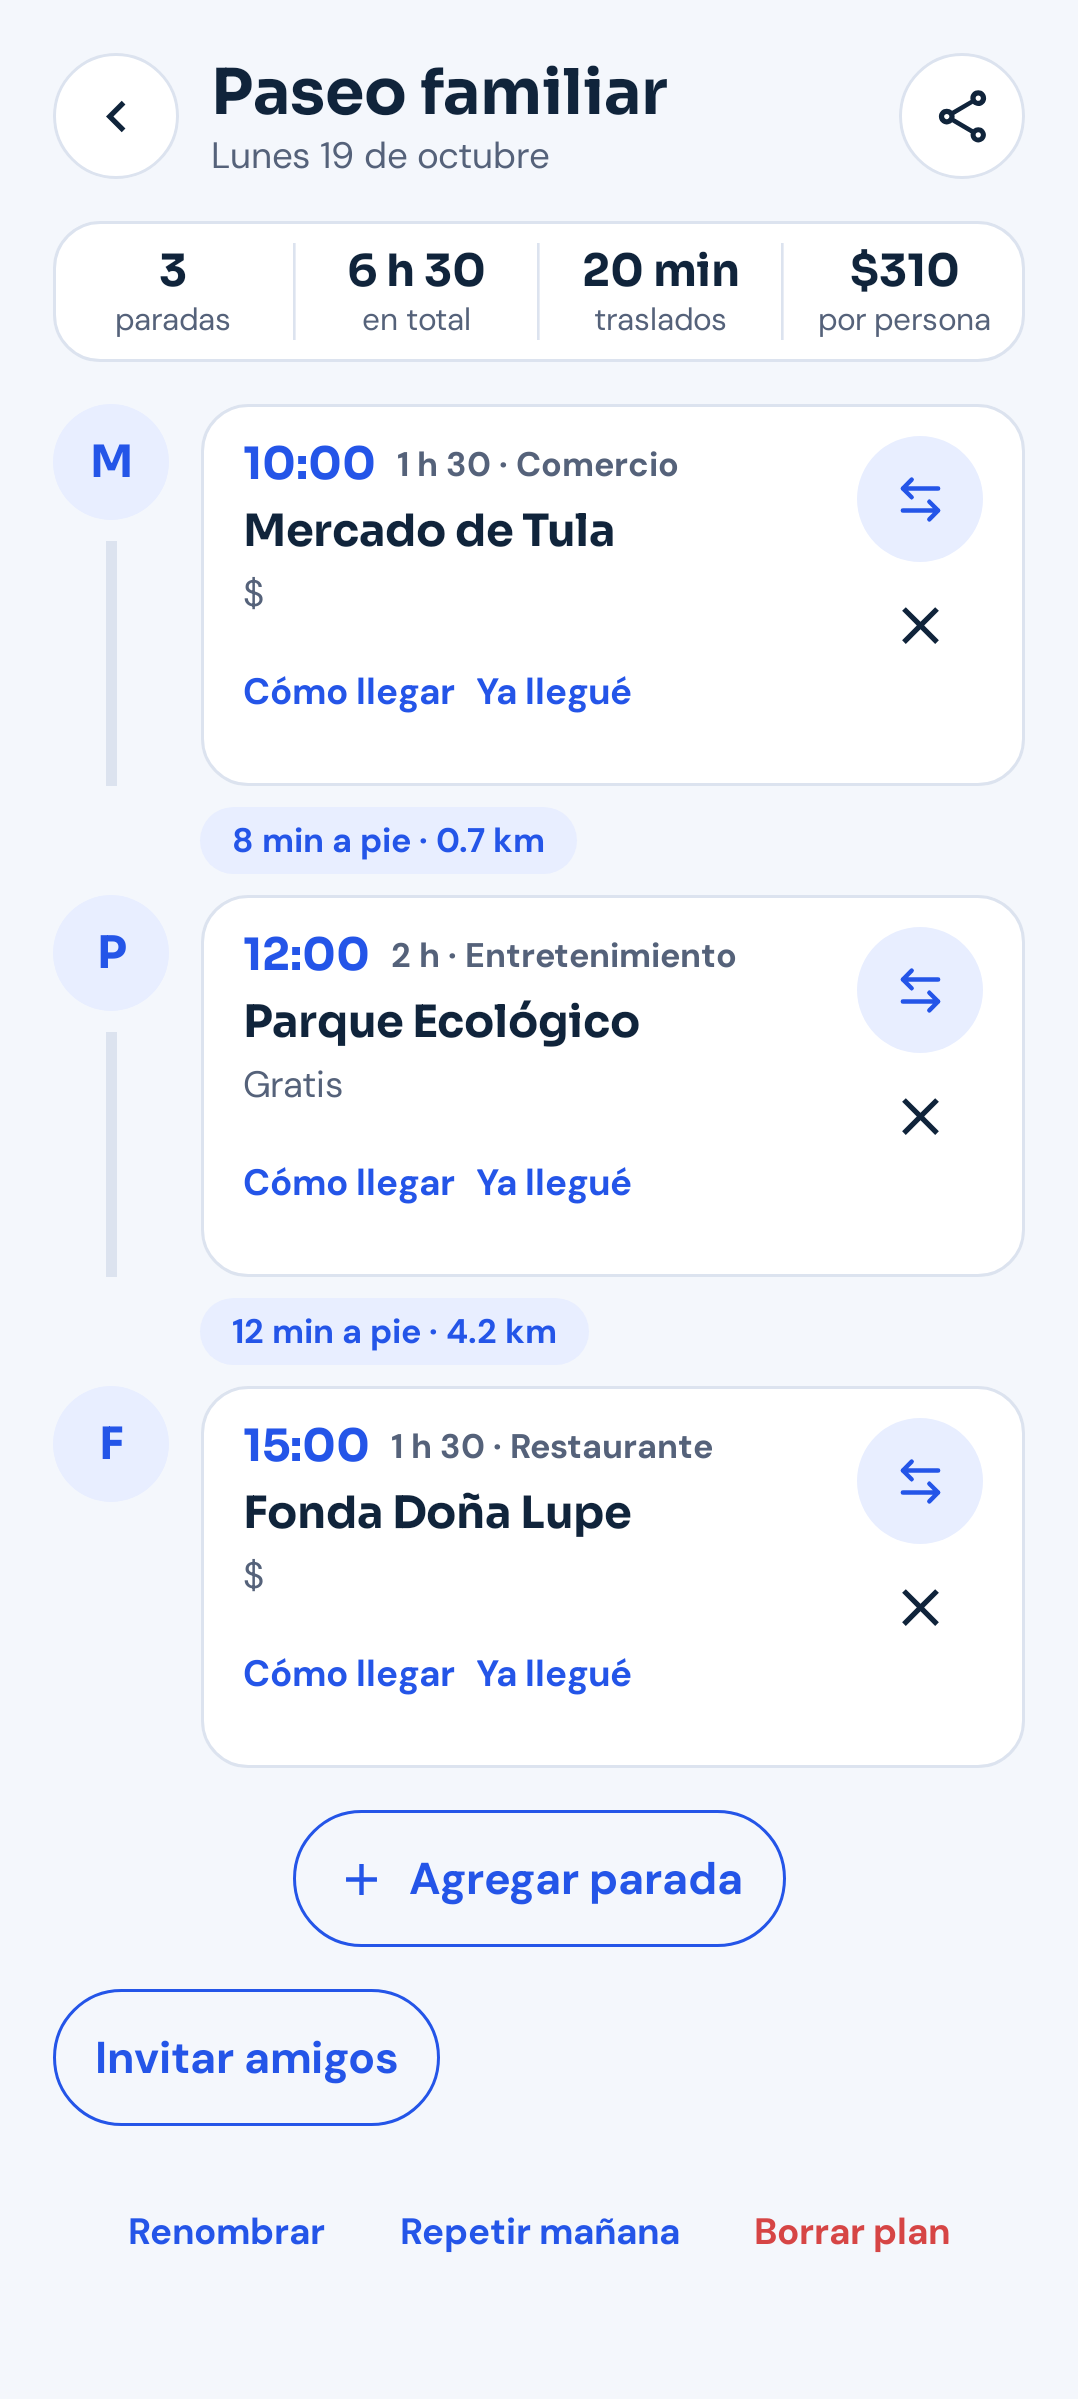 Paseo familiar
Lunes 19 de octubre
3
paradas
6 h 30
en total
20 min
traslados
$310
por persona
M
10:00 1 h 30 · Comercio
Mercado de Tula
$
Cómo llegar Ya llegué
8 min a pie · 0.7 km
P
12:00 2 h · Entretenimiento
Parque Ecológico
Gratis
Cómo llegar Ya llegué
12 min a pie · 4.2 km
F
15:00 1 h 30 · Restaurante
Fonda Doña Lupe
$
Cómo llegar Ya llegué
+ Agregar parada
Invitar amigos
Renombrar Repetir mañana Borrar plan